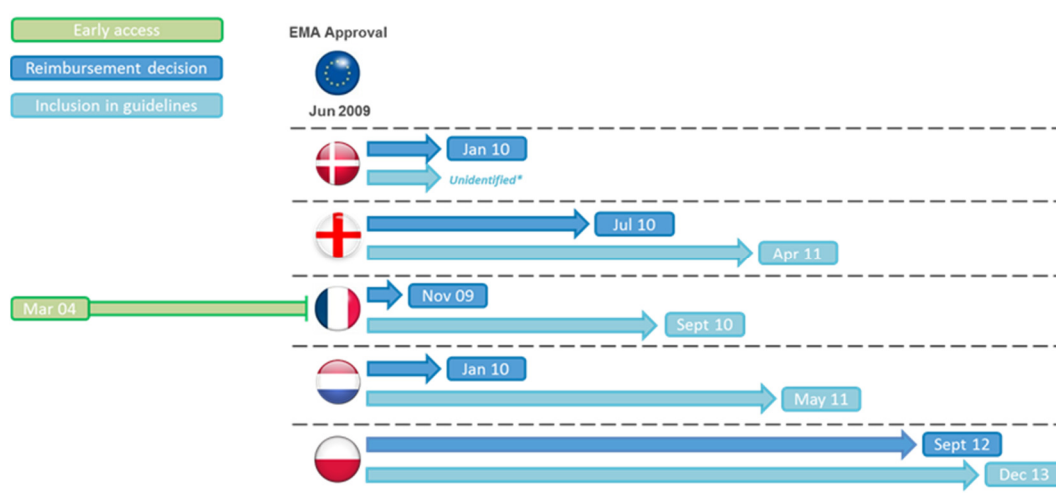 Early access
EMA Approval
Reimbursement decision
Inclusion in guidelines
Jun 2009
Jan 10
Unidentified*
Jul 10
Apr 11
Nov 09
Mar 04
Sept 10
Jan 10
May 11
Sept 12
Dec 13